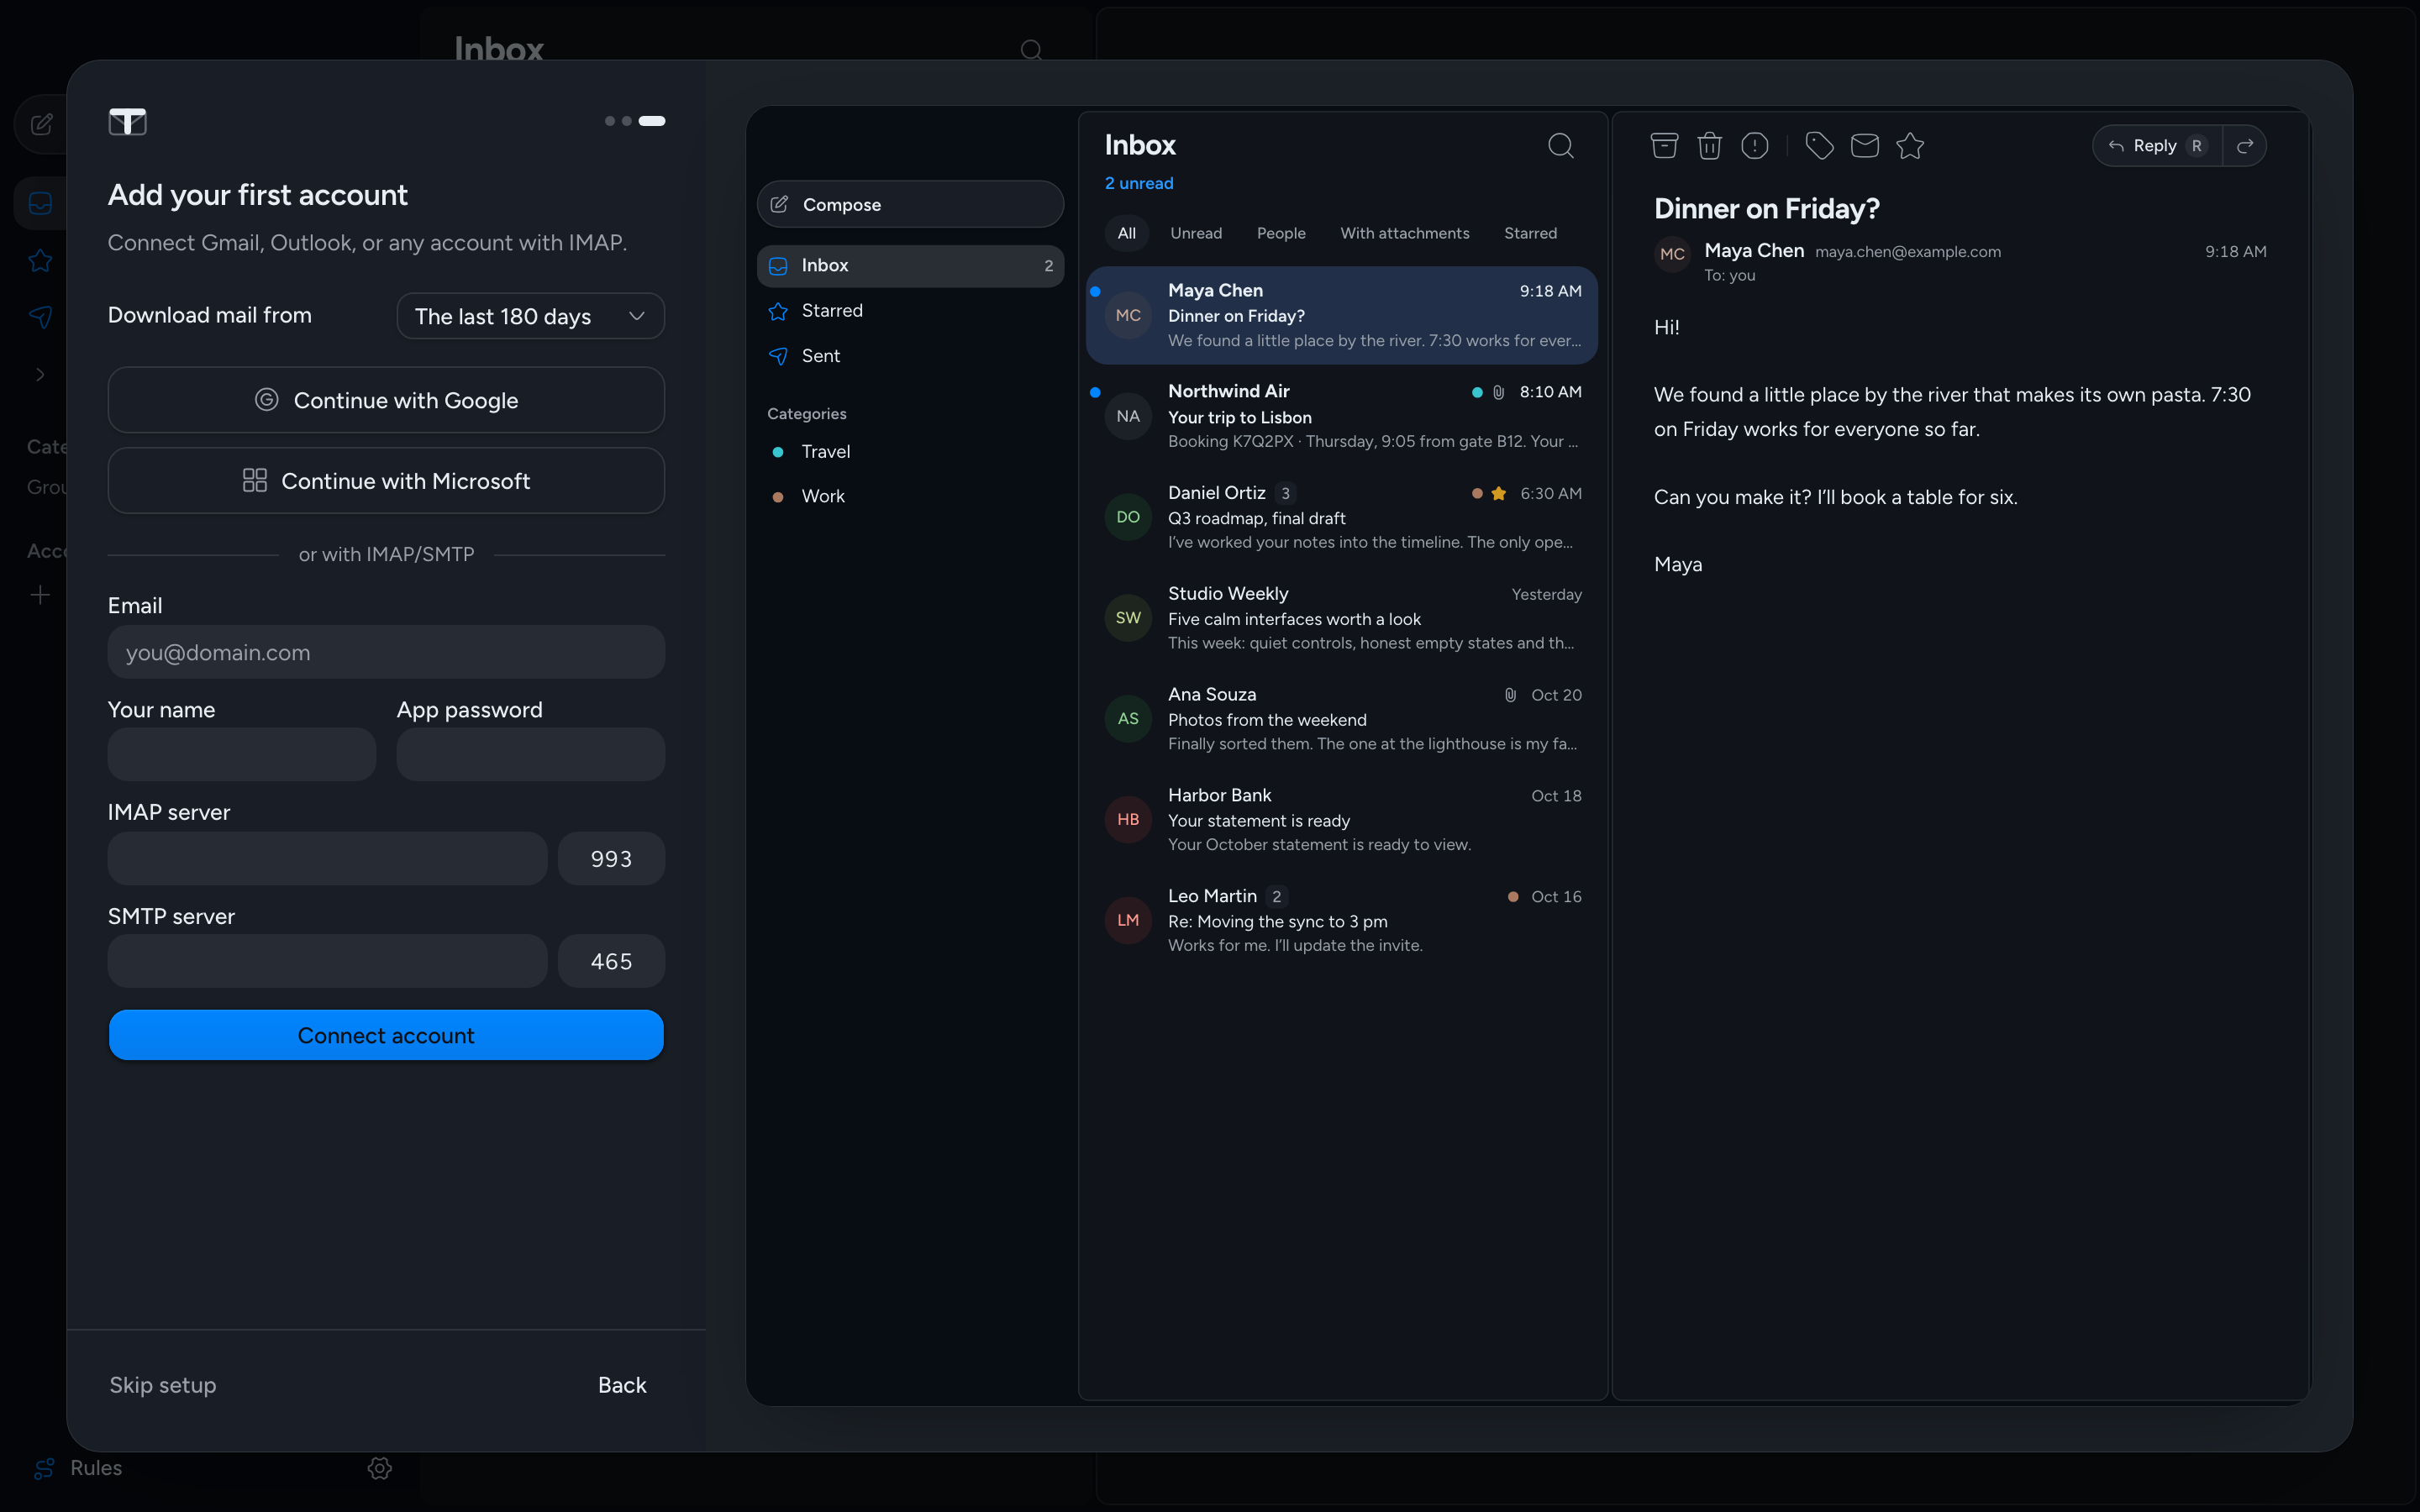 Inbox
Add your first account
Connect Gmail, Outlook, or any account with IMAP.
Download mail from
The last 180 days
Continue with Google
Continue with Microsoft
or with IMAP/SMTP
Email
you@domain.com
Your name
App password
IMAP server
993
SMTP server
465
Connect account
Skip setup
Back
Rules
Compose
Inbox 2
Starred
Sent
Categories
Travel
Work
Inbox
2 unread
All Unread People With attachments Starred
MC
Maya Chen 9:18 AM
Dinner on Friday?
We found a little place by the river. 7:30 works for ever...
NA
Northwind Air 8:10 AM
Your trip to Lisbon
Booking K7Q2PX · Thursday, 9:05 from gate B12. Your ...
DO
Daniel Ortiz 3 6:30 AM
Q3 roadmap, final draft
I’ve worked your notes into the timeline. The only ope...
SW
Studio Weekly Yesterday
Five calm interfaces worth a look
This week: quiet controls, honest empty states and th...
AS
Ana Souza Oct 20
Photos from the weekend
Finally sorted them. The one at the lighthouse is my fa...
HB
Harbor Bank Oct 18
Your statement is ready
Your October statement is ready to view.
LM
Leo Martin 2 Oct 16
Re: Moving the sync to 3 pm
Works for me. I’ll update the invite.
Reply R
Dinner on Friday?
MC
Maya Chen maya.chen@example.com 9:18 AM
To: you
Hi!
We found a little place by the river that makes its own pasta. 7:30
on Friday works for everyone so far.
Can you make it? I’ll book a table for six.
Maya